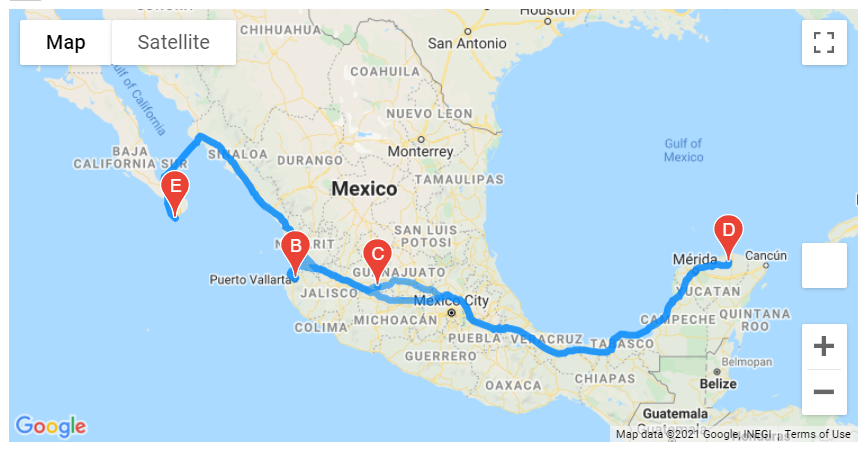 Map
Satellite
CHIHUAHUA
Houston
San Antonio
COAHUILA
Gulf of California
NUEVO LEON
Monterrey
Gulf of
Mexico
BAJA
CALIFORNIA SUR
SINALOA
DURANGO
TAMAULIPAS
Mexico
E
SAN LUIS
POTOSI
D
B
C
NAYARIT
GUANAJUATO
Mérida
Cancún
Puerto Vallarta
JALISCO
Mexico City
YUCATAN
COLIMA
MICHOACÁN
PUEBLA
VERACRUZ
TABASCO
CAMPECHE
QUINTANA
ROO
GUERRERO
OAXACA
CHIAPAS
Belmopan
Belize
Guatemala
Guatemala
Honduras
Google
Map data ©2021 Google, INEGI
Terms of Use